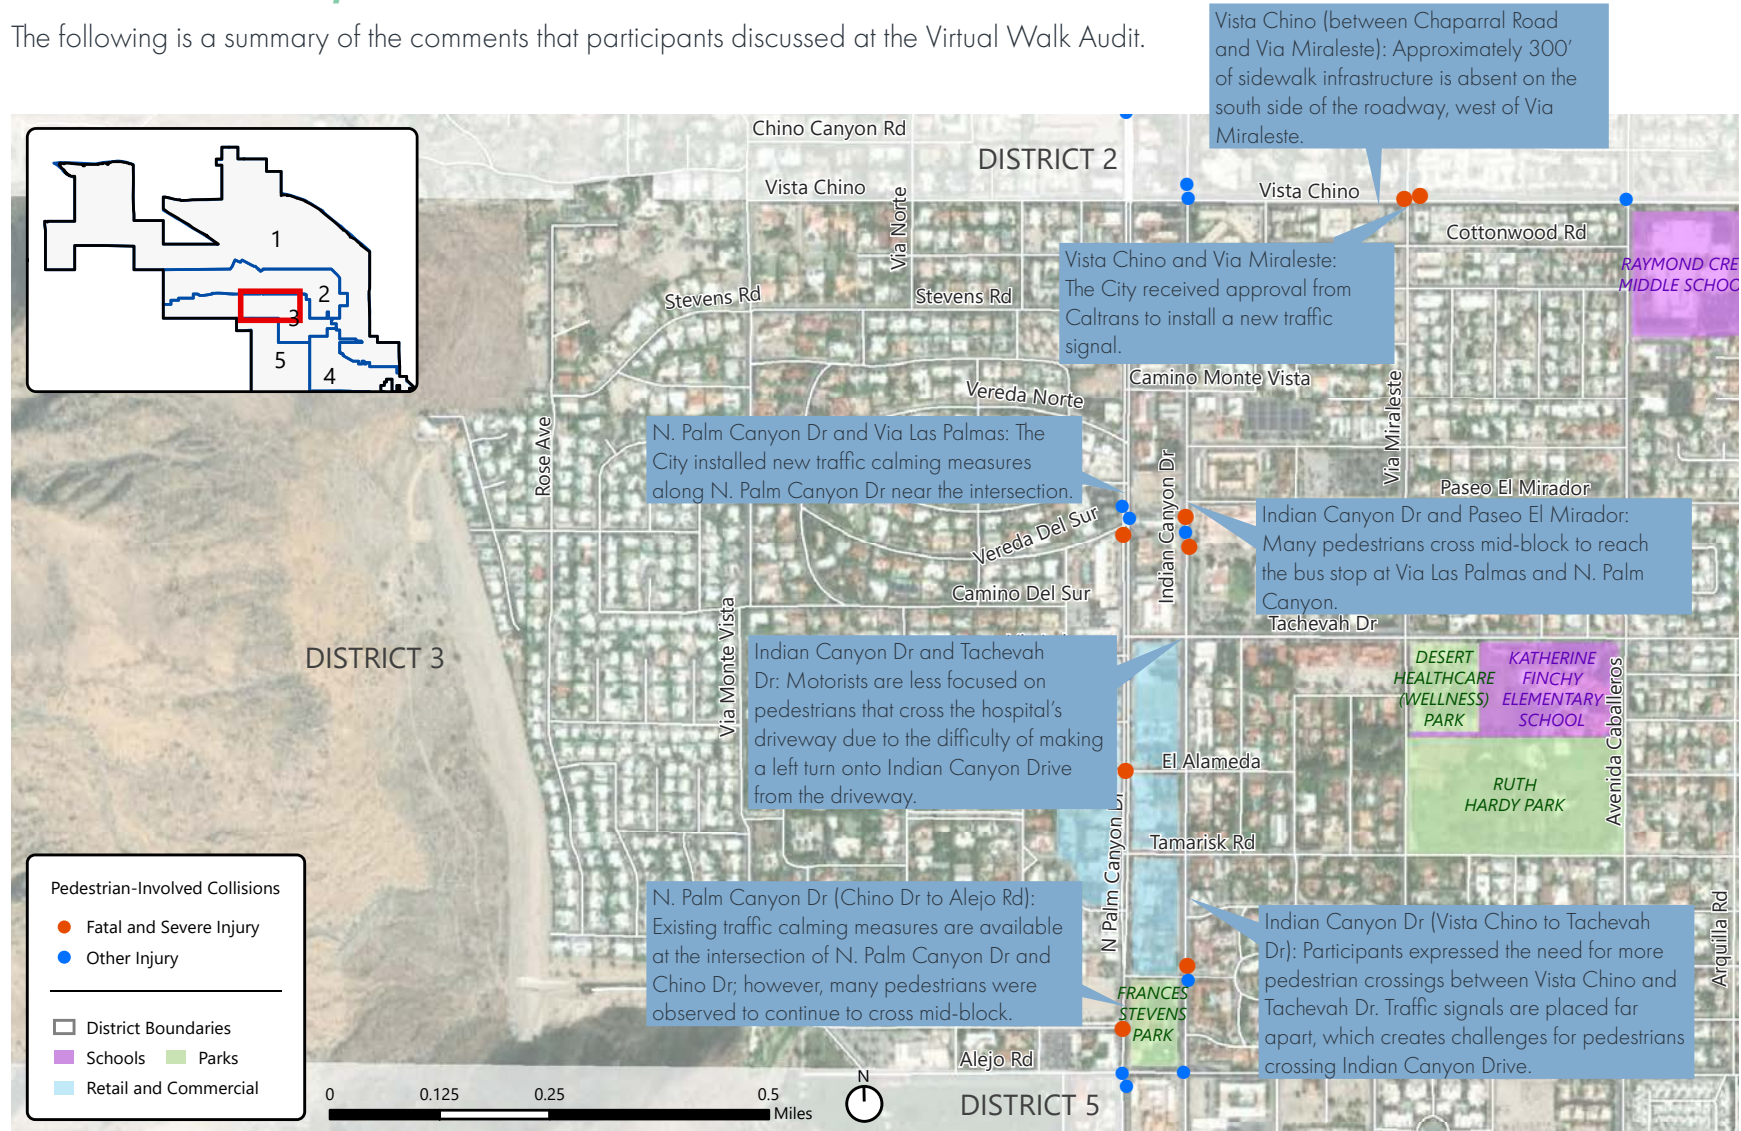 The following is a summary of the comments that participants discussed at the Virtual Walk Audit.
Vista Chino (between Chaparral Road
and Via Miraleste): Approximately 300'
of sidewalk infrastructure is absent on the
south side of the roadway, west of Via
Miraleste.
Chino Canyon Rd
DISTRICT 2
Vista Chino
Vista Chino
Via Norte
Cottonwood Rd
1
2
3
5
4
Vista Chino and Via Miraleste:
The City received approval from
Caltrans to install a new traffic
signal.
RAYMOND CRE
MIDDLE SCHOO
Stevens Rd
Stevens Rd
Camino Monte Vista
Vereda Norte
Via Miraleste
Rose Ave
N. Palm Canyon Dr and Via Las Palmas: The
City installed new traffic calming measures
along N. Palm Canyon Dr near the intersection.
Indian Canyon Dr
Paseo El Mirador
Vereda Del Sur
Indian Canyon Dr and Paseo El Mirador:
Many pedestrians cross mid-block to reach
the bus stop at Via Las Palmas and N. Palm
Canyon.
Camino Del Sur
Tachevah Dr
Via Monte Vista
DISTRICT 3
Indian Canyon Dr and Tachevah
Dr: Motorists are less focused on
pedestrians that cross the hospital's
driveway due to the difficulty of making
a left turn onto Indian Canyon Drive
from the driveway.
DESERT
HEALTHCARE
(WELLNESS)
PARK
KATHERINE
FINCHY
ELEMENTARY
SCHOOL
Avenida Caballeros
El Alameda
RUTH
HARDY PARK
N Palm Canyon Dr
Tamarisk Rd
Pedestrian-Involved Collisions
Fatal and Severe Injury
Other Injury
District Boundaries
Schools
Parks
Retail and Commercial
N. Palm Canyon Dr (Chino Dr to Alejo Rd):
Existing traffic calming measures are available
at the intersection of N. Palm Canyon Dr and
Chino Dr; however, many pedestrians were
observed to continue to cross mid-block.
FRANCES
STEVENS
PARK
Indian Canyon Dr (Vista Chino to Tachevah
Dr): Participants expressed the need for more
pedestrian crossings between Vista Chino and
Tachevah Dr. Traffic signals are placed far
apart, which creates challenges for pedestrians
crossing Indian Canyon Drive.
Arquilla Rd
Alejo Rd
0 0.125 0.25 0.5
Miles
N
DISTRICT 5